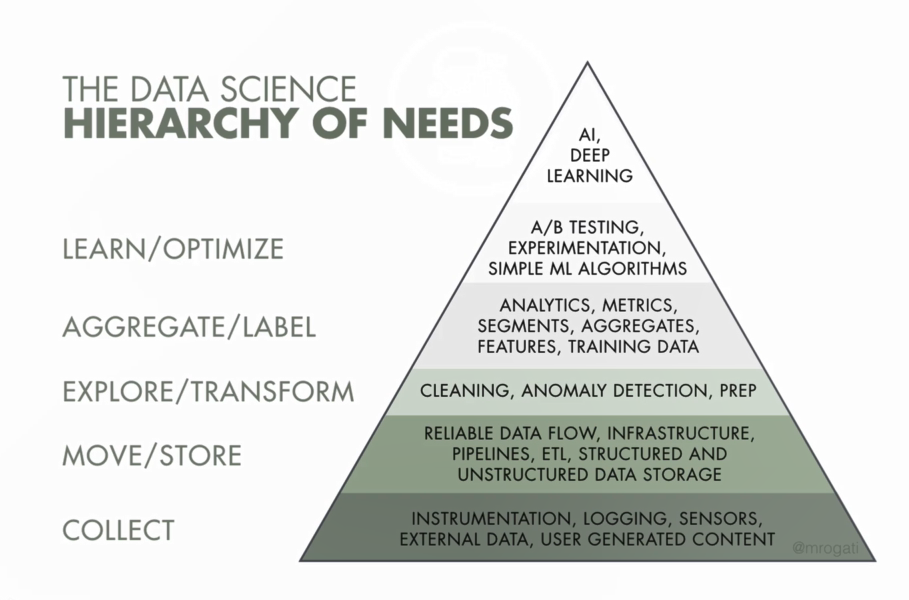 THE DATA SCIENCE
HIERARCHY OF NEEDS
AI,
DEEP
LEARNING
LEARN/OPTIMIZE
A/B TESTING,
EXPERIMENTATION,
SIMPLE ML ALGORITHMS
AGGREGATE/LABEL
ANALYTICS, METRICS,
SEGMENTS, AGGREGATES,
FEATURES, TRAINING DATA
EXPLORE/TRANSFORM
CLEANING, ANOMALY DETECTION, PREP
MOVE/STORE
RELIABLE DATA FLOW, INFRASTRUCTURE,
PIPELINES, ETL, STRUCTURED AND
UNSTRUCTURED DATA STORAGE
COLLECT
INSTRUMENTATION, LOGGING, SENSORS,
EXTERNAL DATA, USER GENERATED CONTENT
@mrogati